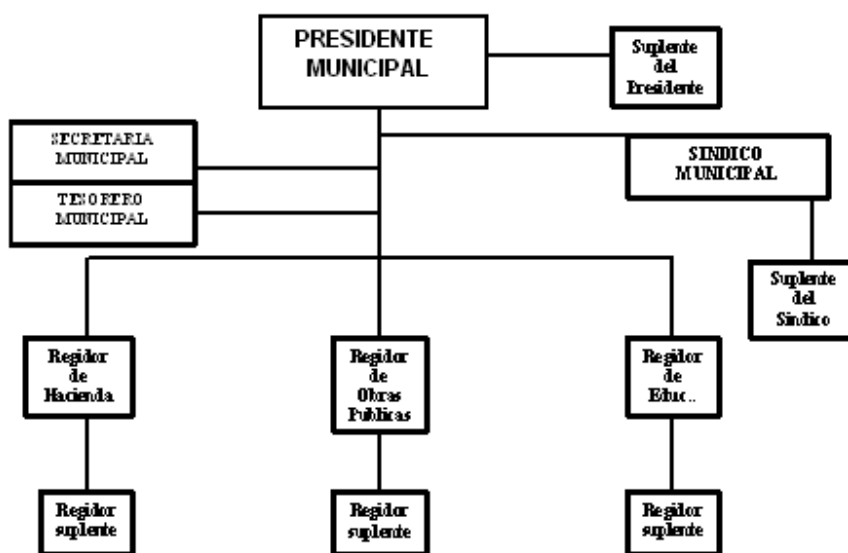 PRESIDENTE
MUNICIPAL
Suplente
del
Presidente
SECRETARIA
MUNICIPAL
TESORERO
MUNICIPAL
SINDICO
MUNICIPAL
Suplente
del
Sindico
Regidor
de
Hacienda
Regidor
de
Obras
Publicas
Regidor
de
Educ..
Regidor
suplente
Regidor
suplente
Regidor
suplente